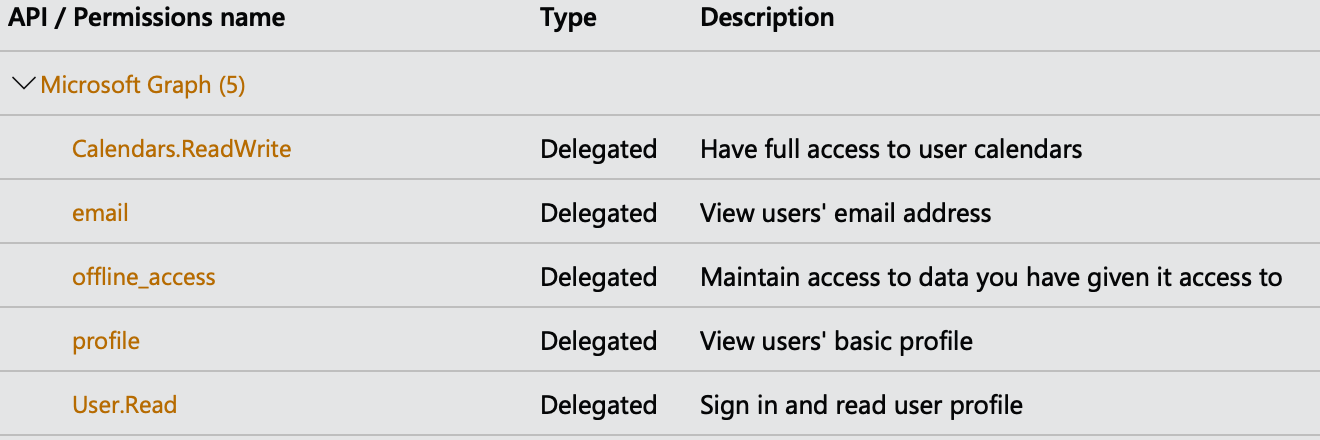 API / Permissions name Type Description
Microsoft Graph (5)
Calendars.ReadWrite Delegated Have full access to user calendars
email Delegated View users' email address
offline_access Delegated Maintain access to data you have given it access to
profile Delegated View users' basic profile
User.Read Delegated Sign in and read user profile